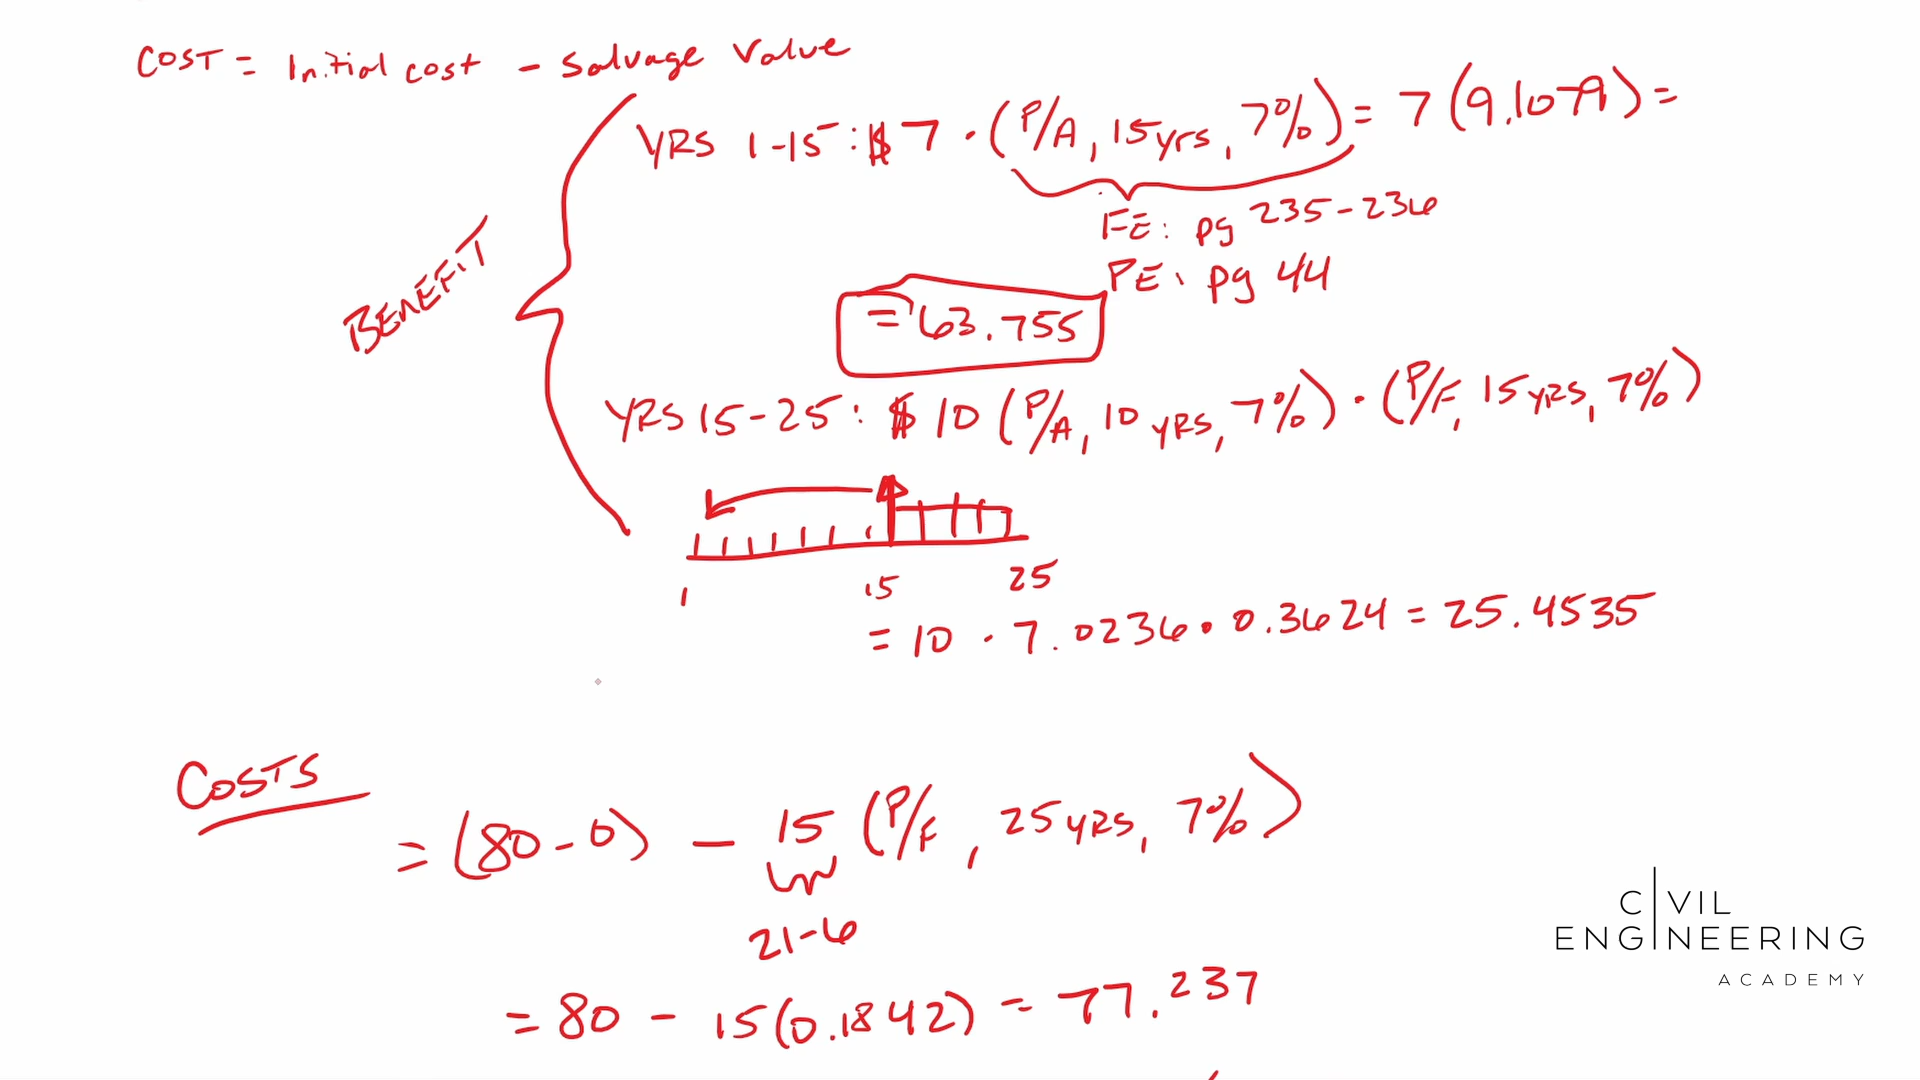 COST = Initial cost - Salvage Value
YRS 1-15: $7 · (P/A, 15yrs, 7%) = 7(9.1079) =
FE: pg 235-236
PE: pg 44
= 63.755
BENEFIT
YRS 15-25: $10 (P/A, 10 YRS, 7%) · (P/F, 15 YRS, 7%)
1 15 25
= 10 · 7.0236 · 0.3624 = 25.4535
COSTS
= (80-0) - 15 (P/F, 25 YRS, 7%)
21-6
= 80 - 15(0.1842) = 77.237
CIVIL
ENGINEERING
ACADEMY